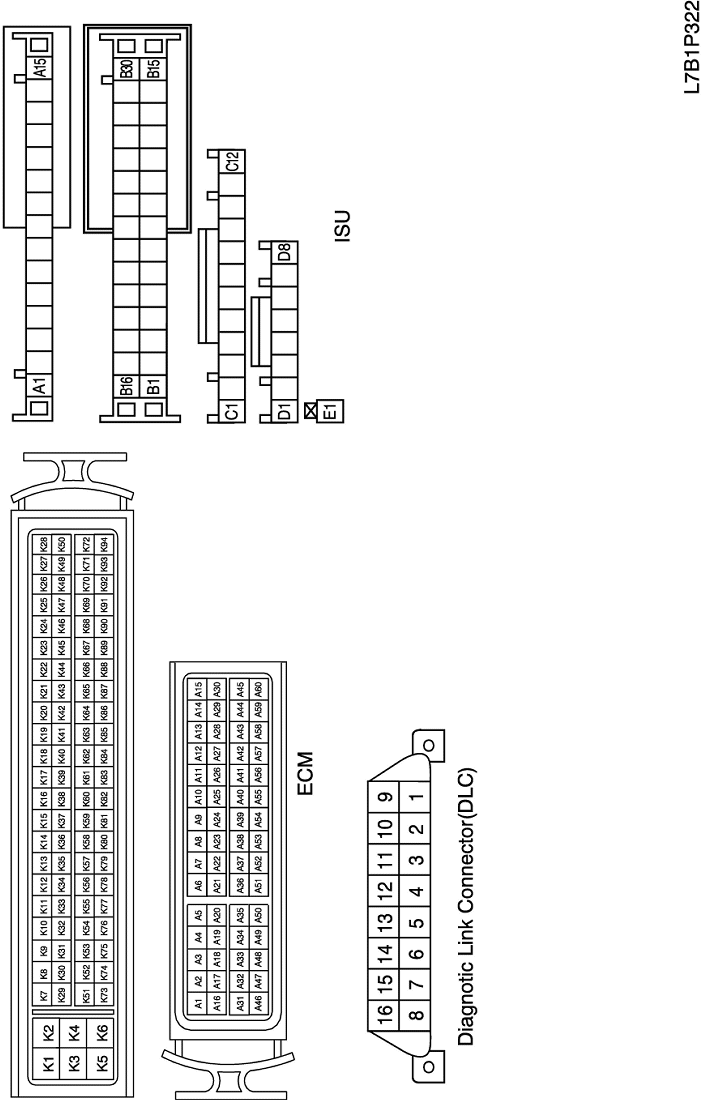 K1 K2 K7 K8 K9 K10 K11 K12 K13 K14 K15 K16 K17 K18 K19 K20 K21 K22 K23 K24 K25 K26 K27 K28
K3 K4 K29 K30 K31 K32 K33 K34 K35 K36 K37 K38 K39 K40 K41 K42 K43 K44 K45 K46 K47 K48 K49 K50
K51 K52 K53 K54 K55 K56 K57 K58 K59 K60 K61 K62 K63 K64 K65 K66 K67 K68 K69 K70 K71 K72
K5 K6 K73 K74 K75 K76 K77 K78 K79 K80 K81 K82 K83 K84 K85 K86 K87 K88 K89 K90 K91 K92 K93 K94
A1 A2 A3 A4 A5 A6 A7 A8 A9 A10 A11 A12 A13 A14 A15
A16 A17 A18 A19 A20 A21 A22 A23 A24 A25 A26 A27 A28 A29 A30
A31 A32 A33 A34 A35 A36 A37 A38 A39 A40 A41 A42 A43 A44 A45
A46 A47 A48 A49 A50 A51 A52 A53 A54 A55 A56 A57 A58 A59 A60
ECM
16 15 14 13 12 11 10 9
8 7 6 5 4 3 2 1
Diagnotic Link Connector(DLC)
A1 A15
B16 B30
B1 B15
C1 C12
D1 D8
E1
ISU
L7B1P322